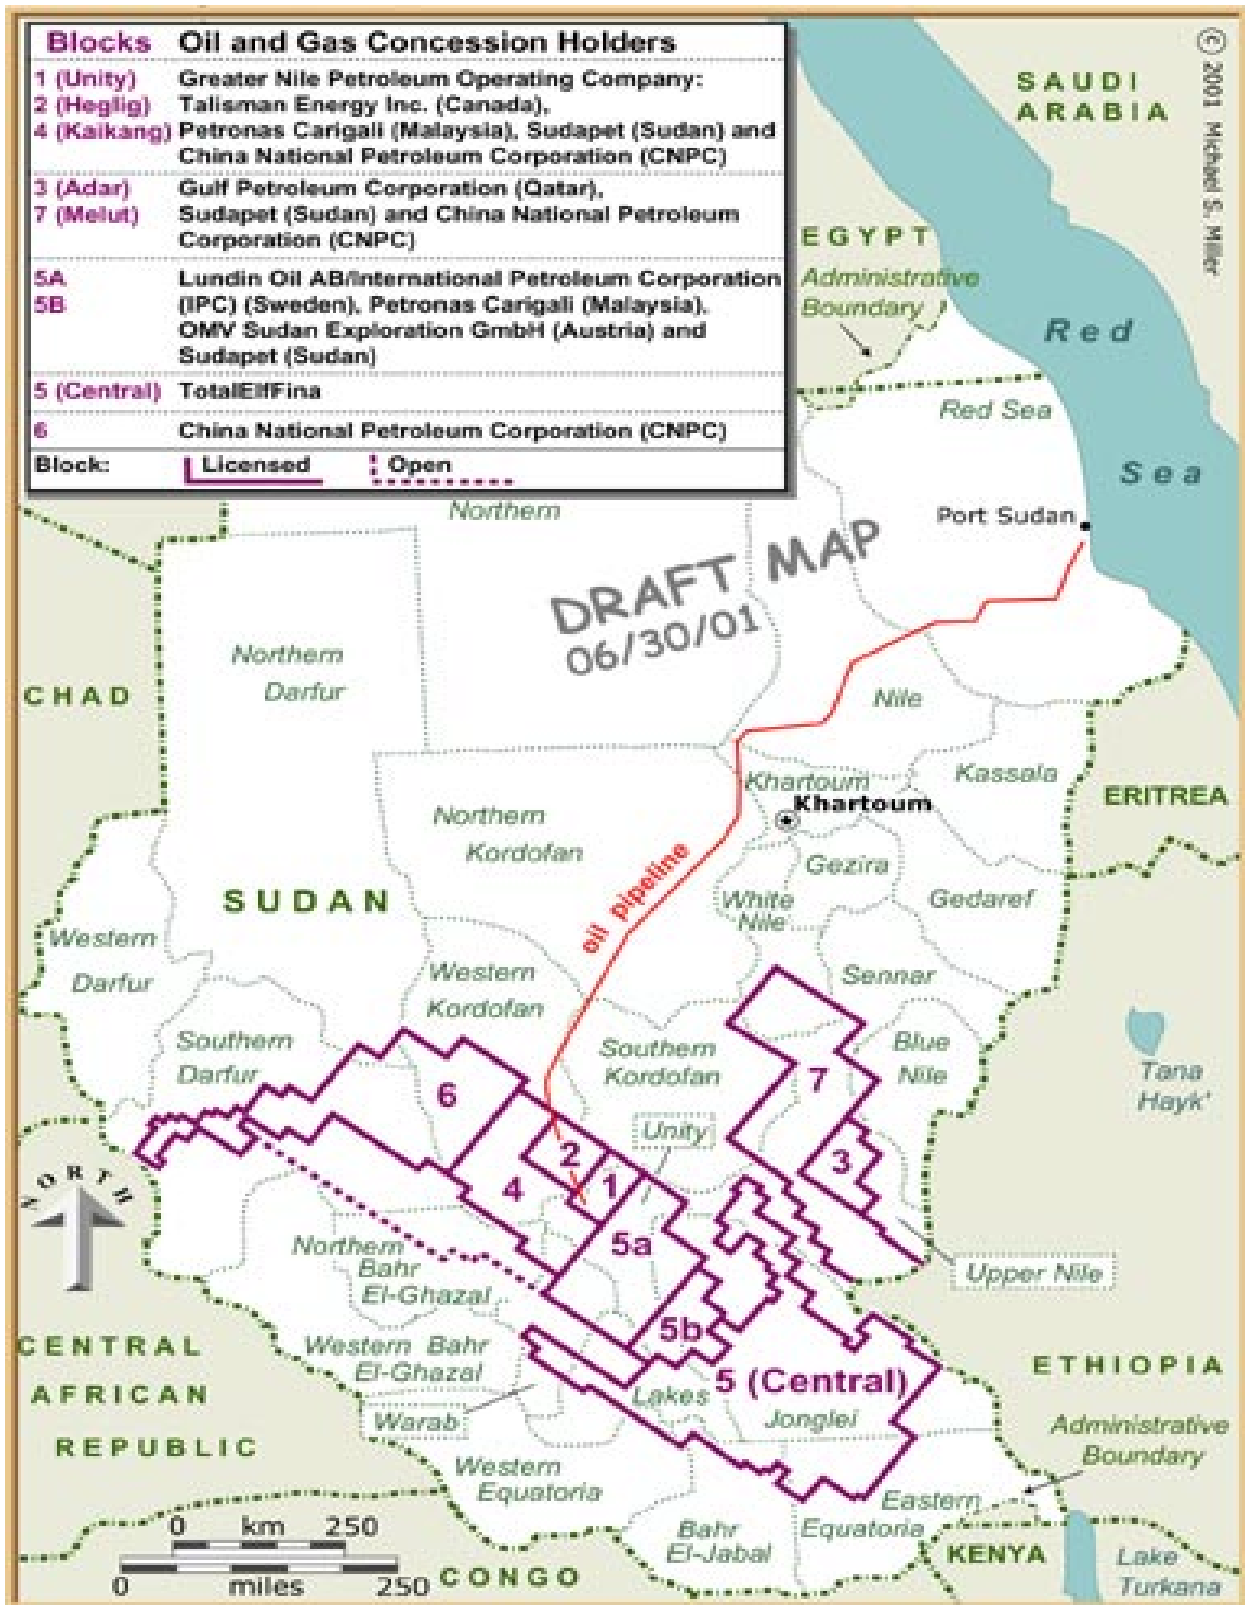 Blocks Oil and Gas Concession Holders
1 (Unity) Greater Nile Petroleum Operating Company:
2 (Heglig) Talisman Energy Inc. (Canada),
4 (Kaikang) Petronas Carigali (Malaysia), Sudapet (Sudan) and
China National Petroleum Corporation (CNPC)
3 (Adar) Gulf Petroleum Corporation (Qatar),
7 (Melut) Sudapet (Sudan) and China National Petroleum
Corporation (CNPC)
5A Lundin Oil AB/International Petroleum Corporation
5B (IPC) (Sweden), Petronas Carigali (Malaysia),
OMV Sudan Exploration GmbH (Austria) and
Sudapet (Sudan)
5 (Central) TotalElfFina
6 China National Petroleum Corporation (CNPC)
Block: Licensed Open
© 2001 Michael S. Miller
SAUDI
ARABIA
EGYPT
Administrative
Boundary
Red
Sea
Red Sea
Port Sudan
Northern
DRAFT MAP
06/30/01
Northern
Darfur
CHAD
Nile
Khartoum
Khartoum
Kassala
ERITREA
Northern
Kordofan
oil pipeline
Gezira
White
Nile
Gedaref
SUDAN
Western
Darfur
Western
Kordofan
Sennar
Southern
Darfur
Southern
Kordofan
Blue
Nile
Tana
Hayk'
6
7
Unity
2
3
4
1
NORTH
5a
Northern
Bahr
El-Ghazal
Upper Nile
5b
Western Bahr
El-Ghazal
CENTRAL
AFRICAN
REPUBLIC
5 (Central)
Lakes
Jonglei
Warab
ETHIOPIA
Administrative
Boundary
Western
Equatoria
Eastern
Equatoria
Bahr
El-Jabal
KENYA
Lake
Turkana
CONGO
0 km 250
0 miles 250